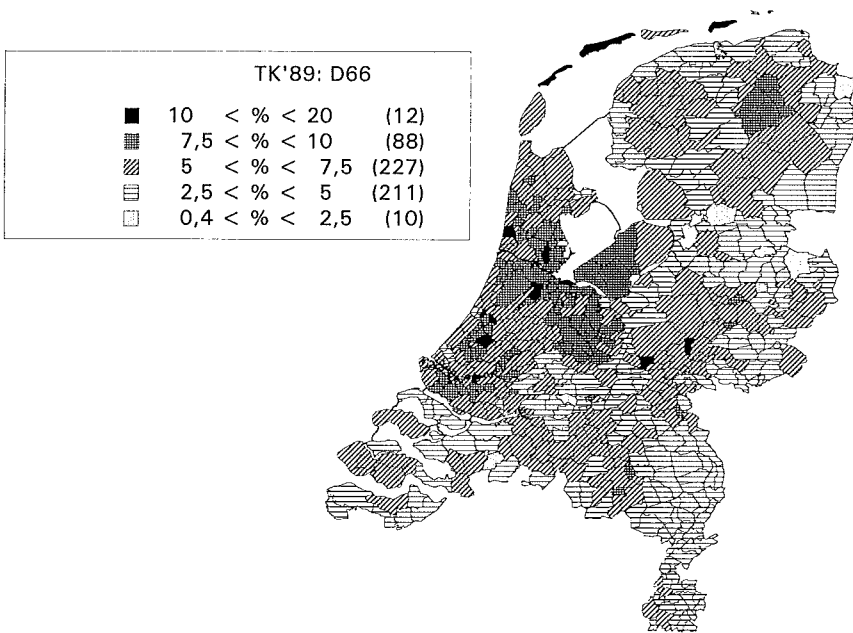 TK'89: D66
10 < % < 20 (12)
7,5 < % < 10 (88)
5 < % < 7,5 (227)
2,5 < % < 5 (211)
0,4 < % < 2,5 (10)